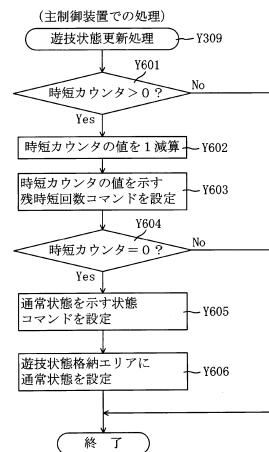 (主制御装置での処理)
遊技状態更新処理
Y309
Y601
時短カウンタ>0?
No
Yes
時短カウンタの値を1減算
Y602
時短カウンタの値を示す
残時短回数コマンドを設定
Y603
Y604
時短カウンタ=0?
No
Yes
通常状態を示す状態
コマンドを設定
Y605
遊技状態格納エリアに
通常状態を設定
Y606
終 了